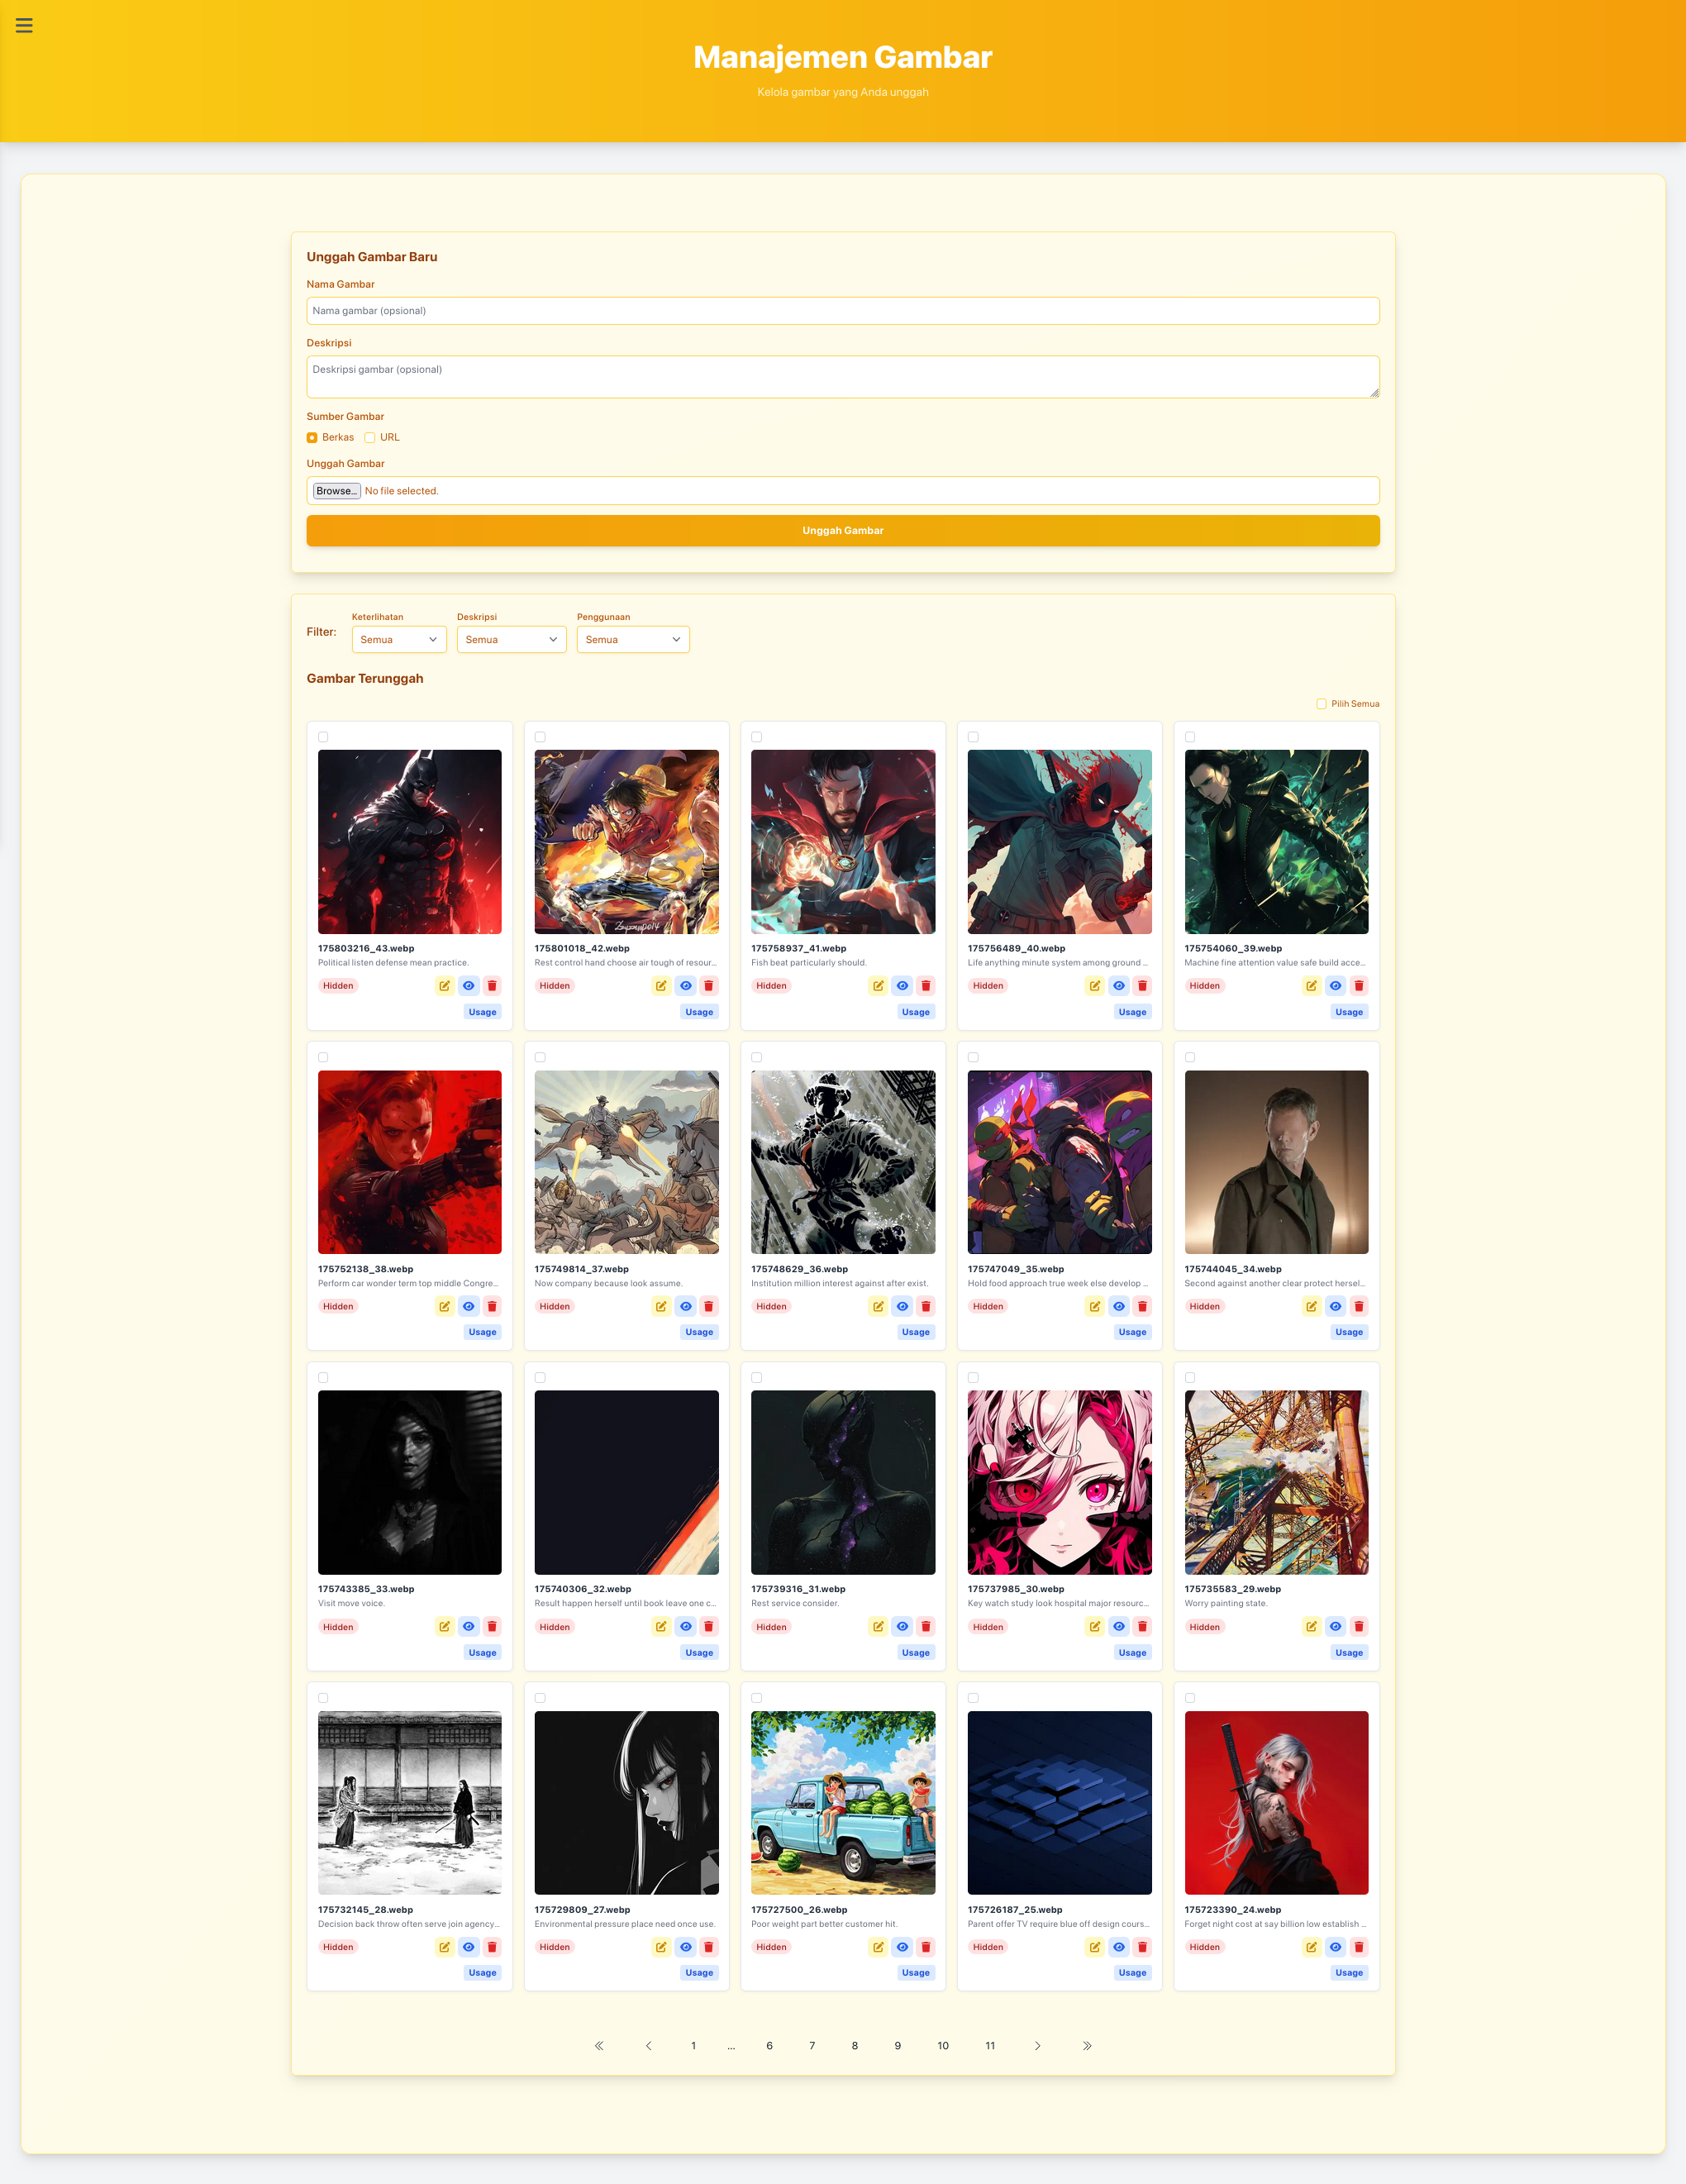 Manajemen Gambar
Kelola gambar yang Anda unggah
Unggah Gambar Baru
Nama Gambar
Nama gambar (opsional)
Deskripsi
Deskripsi gambar (opsional)
Sumber Gambar
Berkas URL
Unggah Gambar
Browse... No file selected.
Unggah Gambar
Filter:
Keterlihatan Deskripsi Penggunaan
Semua Semua Semua
Gambar Terunggah
Pilih Semua
175803216_43.webp
Political listen defense mean practice.
Hidden
Usage
175801018_42.webp
Rest control hand choose air tough of resour...
Hidden
Usage
175758937_41.webp
Fish beat particularly should.
Hidden
Usage
175756489_40.webp
Life anything minute system among ground ...
Hidden
Usage
175754060_39.webp
Machine fine attention value safe build acce...
Hidden
Usage
175752138_38.webp
Perform car wonder term top middle Congre...
Hidden
Usage
175749814_37.webp
Now company because look assume.
Hidden
Usage
175748629_36.webp
Institution million interest against after exist.
Hidden
Usage
175747049_35.webp
Hold food approach true week else develop ...
Hidden
Usage
175744045_34.webp
Second against another clear protect hersel...
Hidden
Usage
175743385_33.webp
Visit move voice.
Hidden
Usage
175740306_32.webp
Result happen herself until book leave one c...
Hidden
Usage
175739316_31.webp
Rest service consider.
Hidden
Usage
175737985_30.webp
Key watch study look hospital major resourc...
Hidden
Usage
175735583_29.webp
Worry painting state.
Hidden
Usage
175732145_28.webp
Decision back throw often serve join agency...
Hidden
Usage
175729809_27.webp
Environmental pressure place need once use.
Hidden
Usage
175727500_26.webp
Poor weight part better customer hit.
Hidden
Usage
175726187_25.webp
Parent offer TV require blue off design cours...
Hidden
Usage
175723390_24.webp
Forget night cost at say billion low establish ...
Hidden
Usage
1 ... 6 7 8 9 10 11